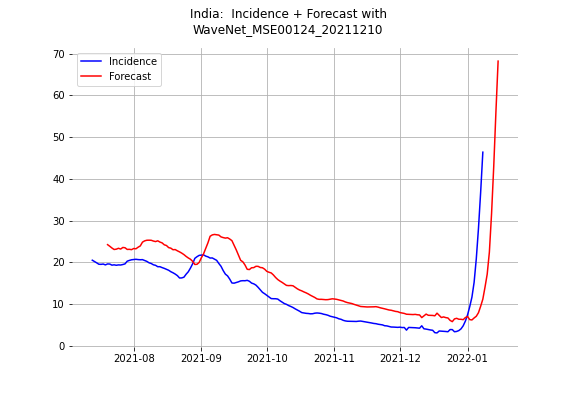 India:  Incidence + Forecast with
WaveNet_MSE00124_20211210
70
Incidence
Forecast
60
50
40
30
20
10
0
2021-08 2021-09 2021-10 2021-11 2021-12 2022-01